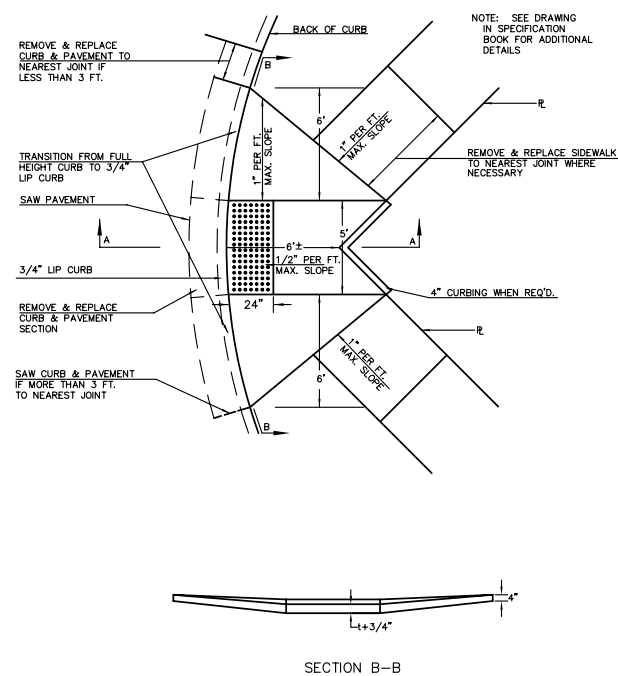 NOTE: SEE DRAWING
IN SPECIFICATION
BOOK FOR ADDITIONAL
DETAILS
BACK OF CURB
REMOVE & REPLACE
CURB & PAVEMENT TO
NEAREST JOINT IF
LESS THAN 3 FT.
B
6'
1" PER FT.
MAX. SLOPE
1" PER FT.
MAX. SLOPE
PL
REMOVE & REPLACE SIDEWALK
TO NEAREST JOINT WHERE
NECESSARY
TRANSITION FROM FULL
HEIGHT CURB TO 3/4"
LIP CURB
SAW PAVEMENT
A
6'±
5'
A
1/2" PER FT.
MAX. SLOPE
3/4" LIP CURB
24"
4" CURBING WHEN REQ'D.
REMOVE & REPLACE
CURB & PAVEMENT
SECTION
PL
1" PER FT.
MAX. SLOPE
6'
SAW CURB & PAVEMENT
IF MORE THAN 3 FT.
TO NEAREST JOINT
B
4"
t+3/4"
SECTION B-B